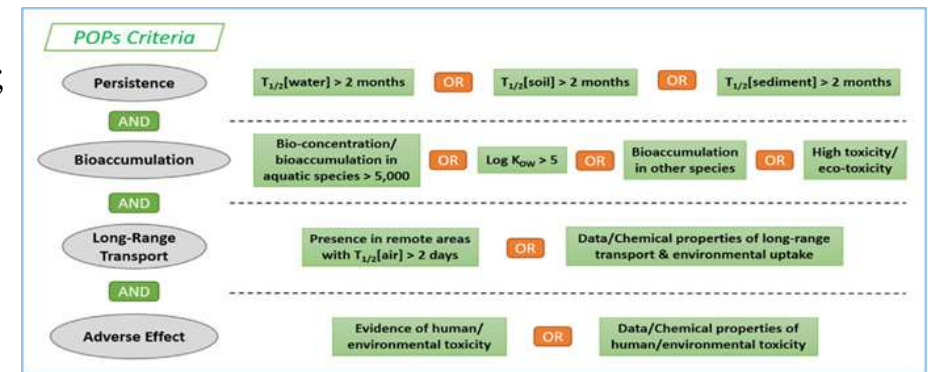 POPs Criteria
;
Persistence
T1/2[water] > 2 months
OR
T1/2[soil] > 2 months
OR
T1/2[sediment] > 2 months
AND
Bioaccumulation
Bio-concentration/
bioaccumulation in
aquatic species > 5,000
OR
Log KOW > 5
OR
Bioaccumulation
in other species
OR
High toxicity/
eco-toxicity
AND
Long-Range
Transport
Presence in remote areas
with T1/2[air] > 2 days
OR
Data/Chemical properties of long-range
transport & environmental uptake
AND
Adverse Effect
Evidence of human/
environmental toxicity
OR
Data/Chemical properties of
human/environmental toxicity